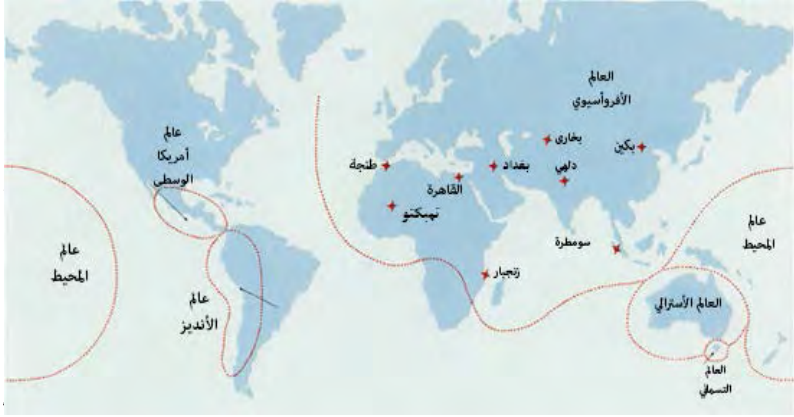 العالم
الأفروأسيوي
عالم
أمريكا
الوسطى
بخارى
بكين
طنجة
بغداد
دلهي
القاهرة
تمبكتو
عالم
المحيط
سومطرة
عالم
المحيط
زنجبار
عالم
الأنديز
العالم الأسترالي
العالم
التسماني